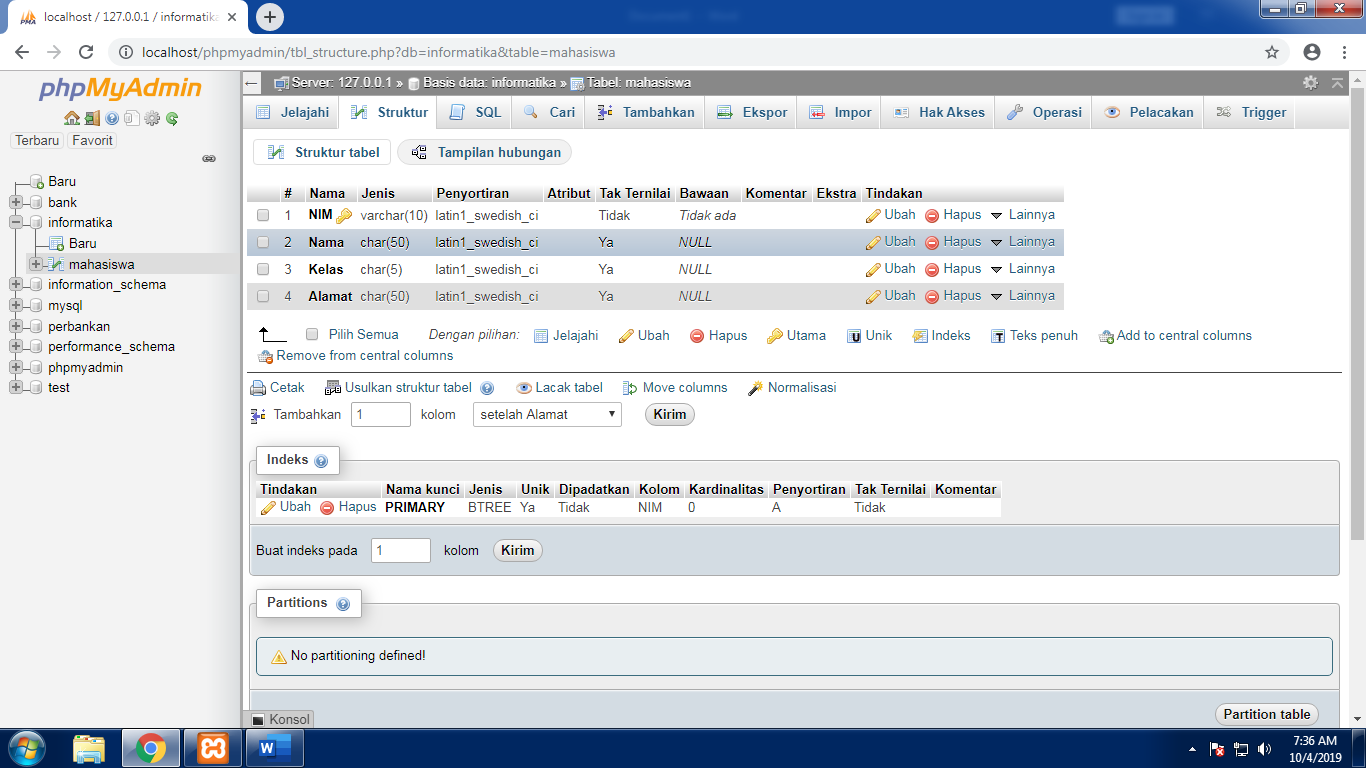 localhost / 127.0.0.1 / informatika
localhost/phpmyadmin/tbl_structure.php?db=informatika&table=mahasiswa
phpMyAdmin
Terbaru Favorit
Baru
bank
informatika
Baru
mahasiswa
information_schema
mysql
perbankan
performance_schema
phpmyadmin
test
Server: 127.0.0.1 » Basis data: informatika » Tabel: mahasiswa
Jelajahi Struktur SQL Cari Tambahkan Ekspor Impor Hak Akses Operasi Pelacakan Trigger
Struktur tabel Tampilan hubungan
# Nama Jenis Penyortiran Atribut Tak Ternilai Bawaan Komentar Ekstra Tindakan
1 NIM varchar(10) latin1_swedish_ci Tidak Tidak ada Ubah Hapus Lainnya
2 Nama char(50) latin1_swedish_ci Ya NULL Ubah Hapus Lainnya
3 Kelas char(5) latin1_swedish_ci Ya NULL Ubah Hapus Lainnya
4 Alamat char(50) latin1_swedish_ci Ya NULL Ubah Hapus Lainnya
Pilih Semua Dengan pilihan: Jelajahi Ubah Hapus Utama Unik Indeks Teks penuh Add to central columns
Remove from central columns
Cetak Usulkan struktur tabel Lacak tabel Move columns Normalisasi
Tambahkan 1 kolom setelah Alamat Kirim
Indeks
Tindakan Nama kunci Jenis Unik Dipadatkan Kolom Kardinalitas Penyortiran Tak Ternilai Komentar
Ubah Hapus PRIMARY BTREE Ya Tidak NIM 0 A Tidak
Buat indeks pada 1 kolom Kirim
Partitions
No partitioning defined!
Partition table
Konsol
7:36 AM
10/4/2019